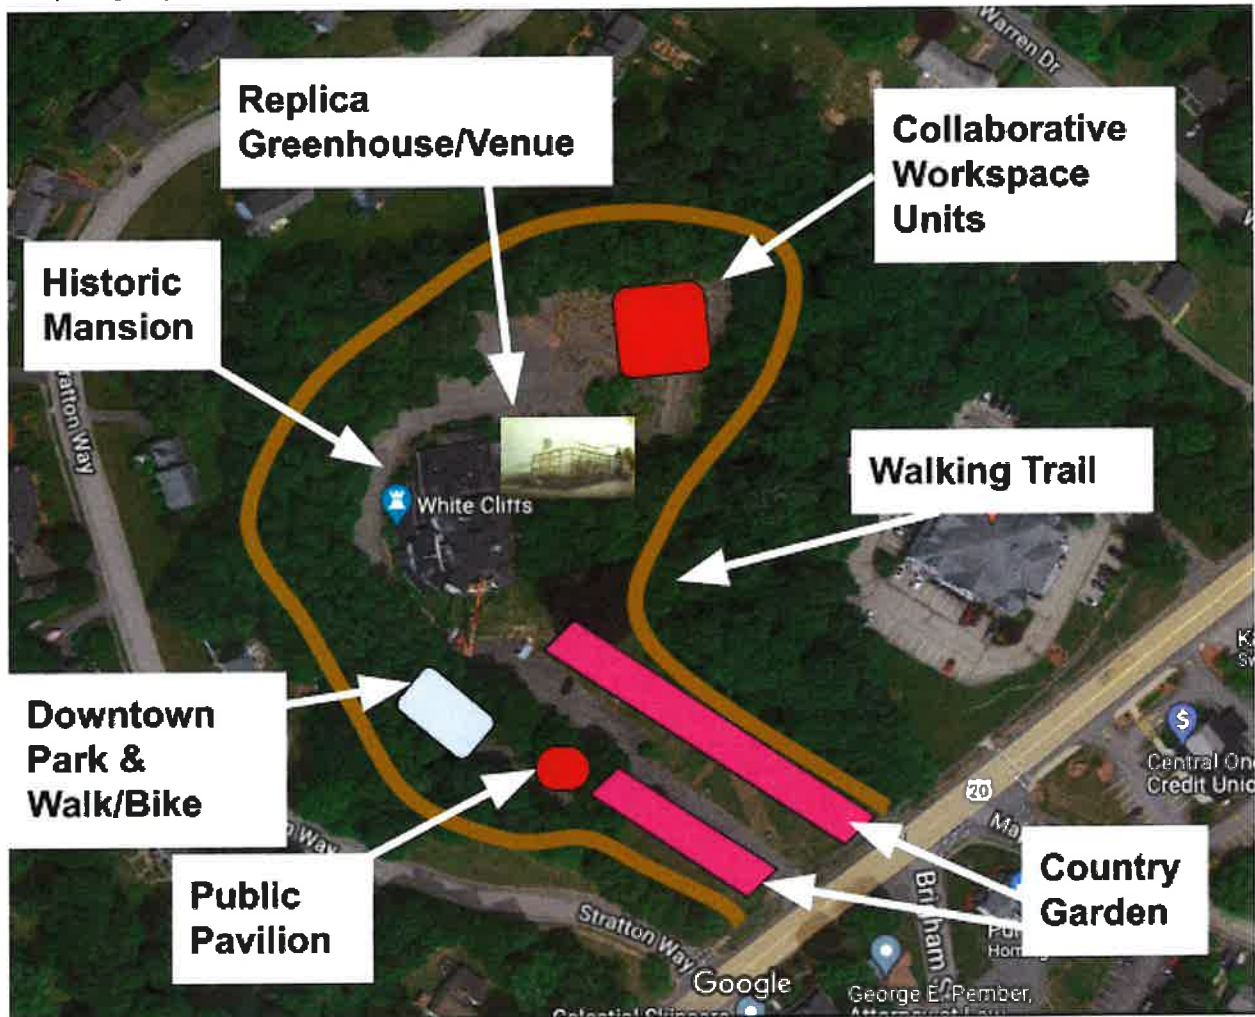 Warren Dr
Replica
Greenhouse/Venue
Collaborative
Workspace
Units
Historic
Mansion
Stratton Way
Walking Trail
White Cliffs
Downtown
Park &
Walk/Bike
20
$
Central One
Credit Union
Country
Garden
Public
Pavilion
Way
Stratton Way
Google
George E. Pember,